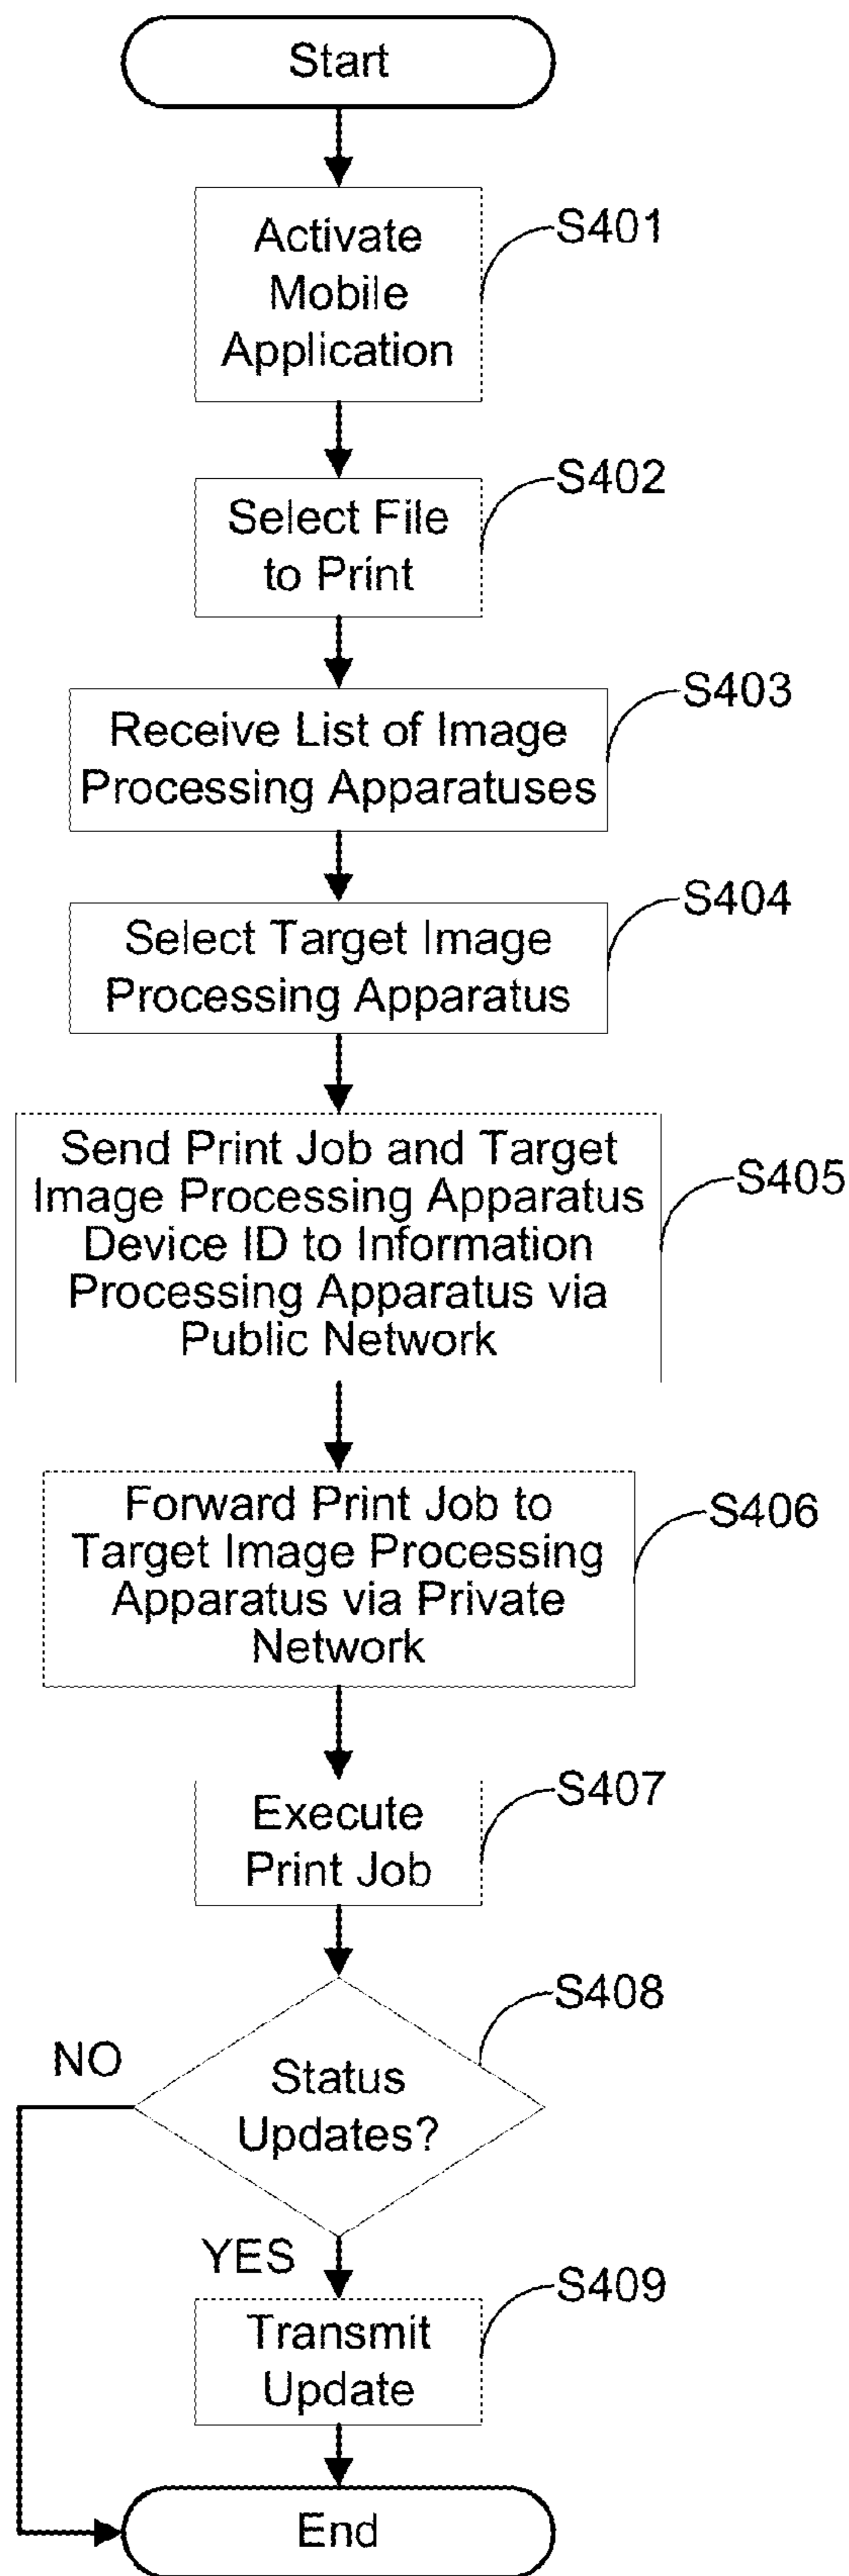 Start
Activate
Mobile
Application
S401
Select File
to Print
S402
Receive List of Image
Processing Apparatuses
S403
Select Target Image
Processing Apparatus
S404
Send Print Job and Target
Image Processing Apparatus
Device ID to Information
Processing Apparatus via
Public Network
S405
Forward Print Job to
Target Image Processing
Apparatus via Private
Network
S406
Execute
Print Job
S407
Status
Updates?
S408
NO
YES
Transmit
Update
S409
End